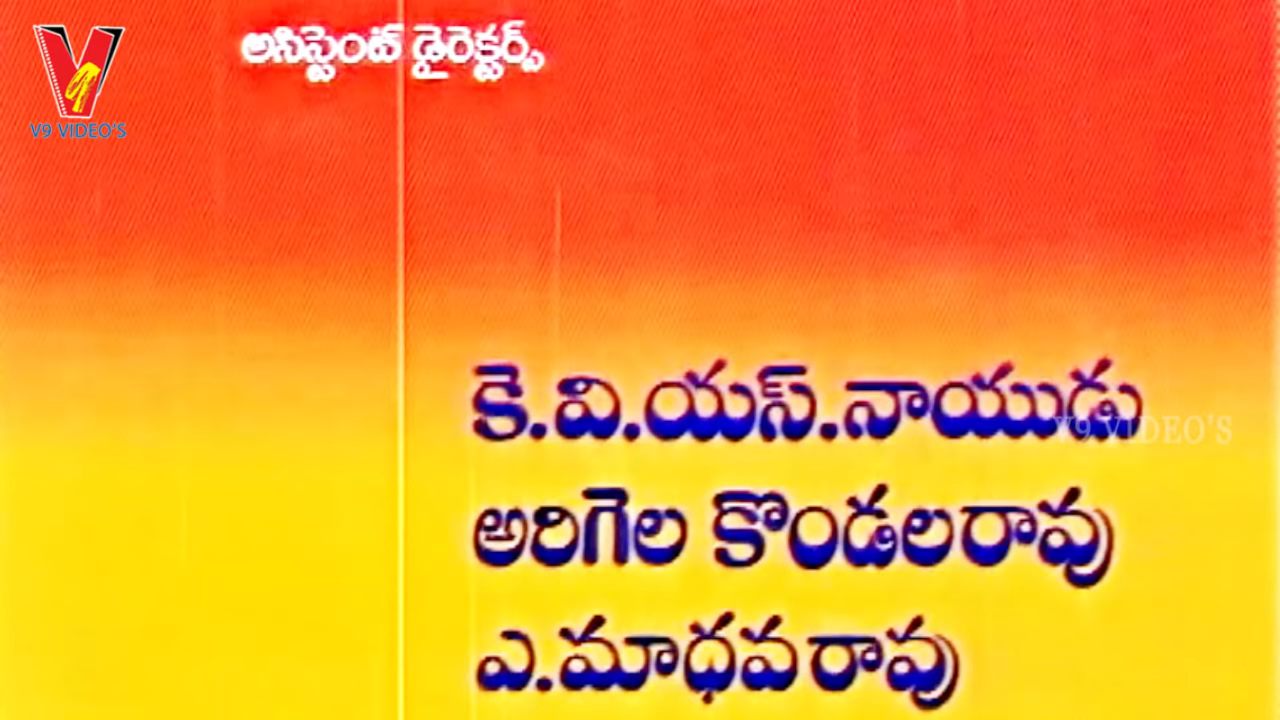 అసిస్టెంట్ డైరెక్టర్స్
V9 VIDEO'S
కె.వి.యస్.నాయుడు
V9 VIDEO'S
అరిగెల కొండలరావు
ఎ.మాధవరావు